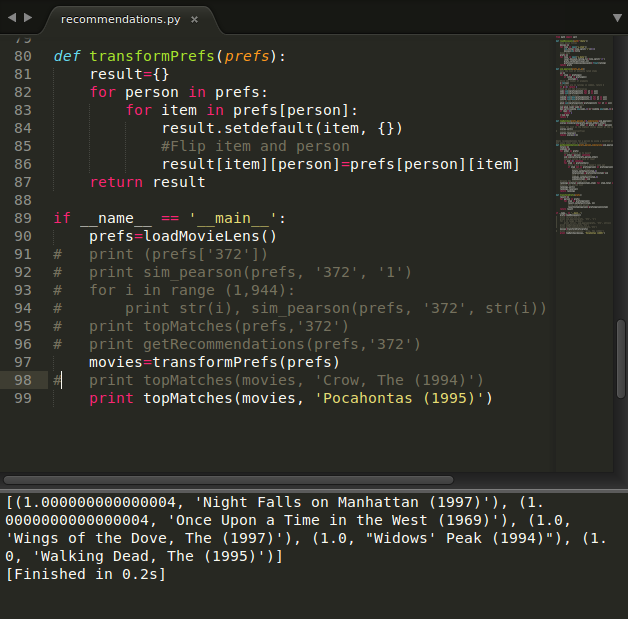 recommendations.py ×
79
80 def transformPrefs(prefs):
81 result={}
82 for person in prefs:
83 for item in prefs[person]:
84 result.setdefault(item, {})
85 #Flip item and person
86 result[item][person]=prefs[person][item]
87 return result
88
89 if __name__ == '__main__':
90 prefs=loadMovieLens()
91 # print (prefs['372'])
92 # print sim_pearson(prefs, '372', '1')
93 # for i in range (1,944):
94 # print str(i), sim_pearson(prefs, '372', str(i))
95 # print topMatches(prefs,'372')
96 # print getRecommendations(prefs,'372')
97 movies=transformPrefs(prefs)
98 # print topMatches(movies, 'Crow, The (1994)')
99 print topMatches(movies, 'Pocahontas (1995)')
[(1.000000000000004, 'Night Falls on Manhattan (1997)'), (1.
0000000000000004, 'Once Upon a Time in the West (1969)'), (1.0,
'Wings of the Dove, The (1997)'), (1.0, "Widows' Peak (1994)"), (1.
0, 'Walking Dead, The (1995)')]
[Finished in 0.2s]